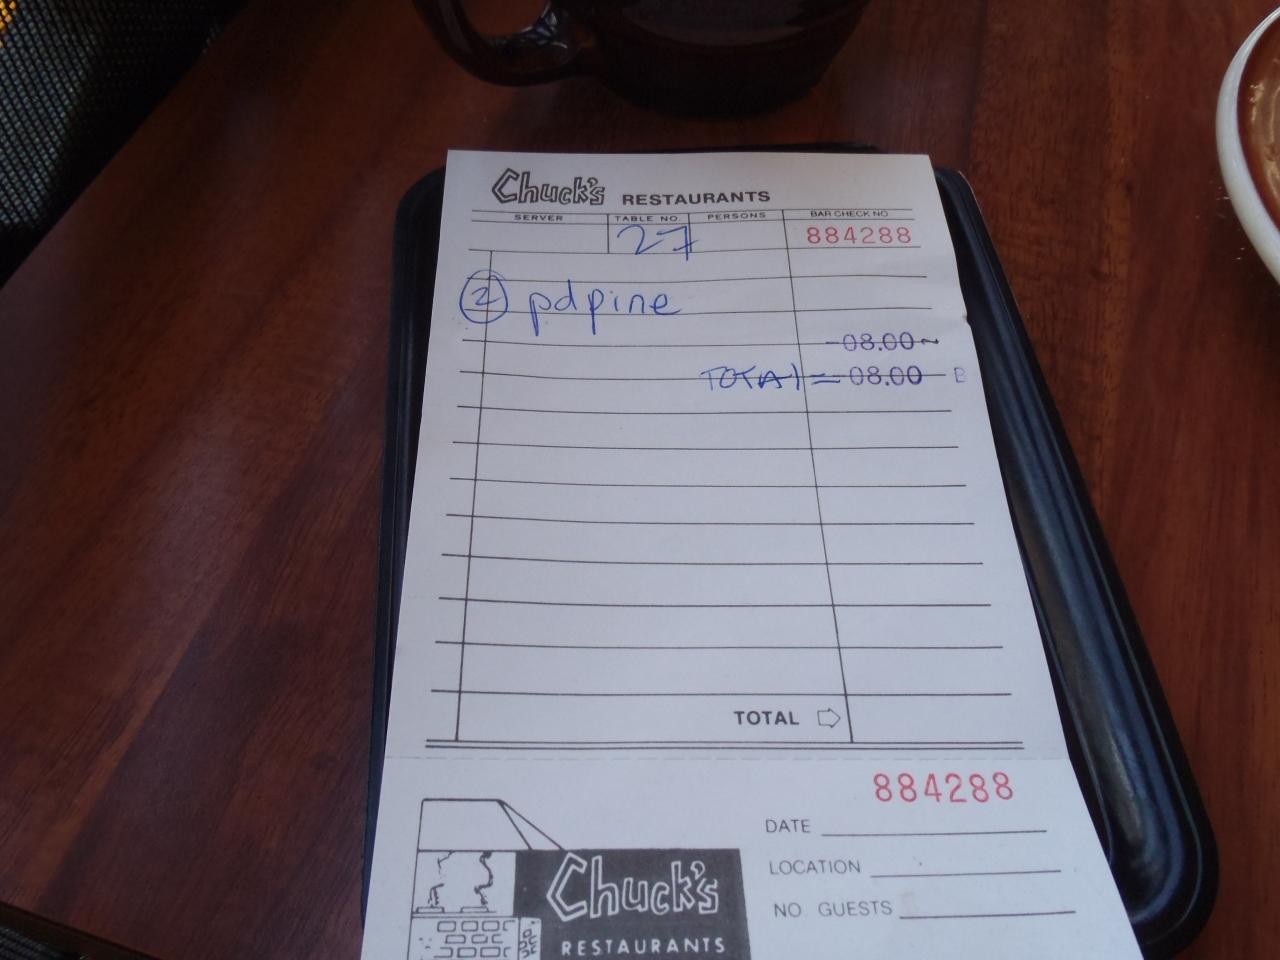 Chuck's RESTAURANTS
SERVER TABLE NO. PERSONS BAR CHECK NO.
27 884288
2 pdpine
-08.00~
TOTAl = 08.00 B
TOTAL
884288
DATE
LOCATION
NO. GUESTS
Chuck's
RESTAURANTS